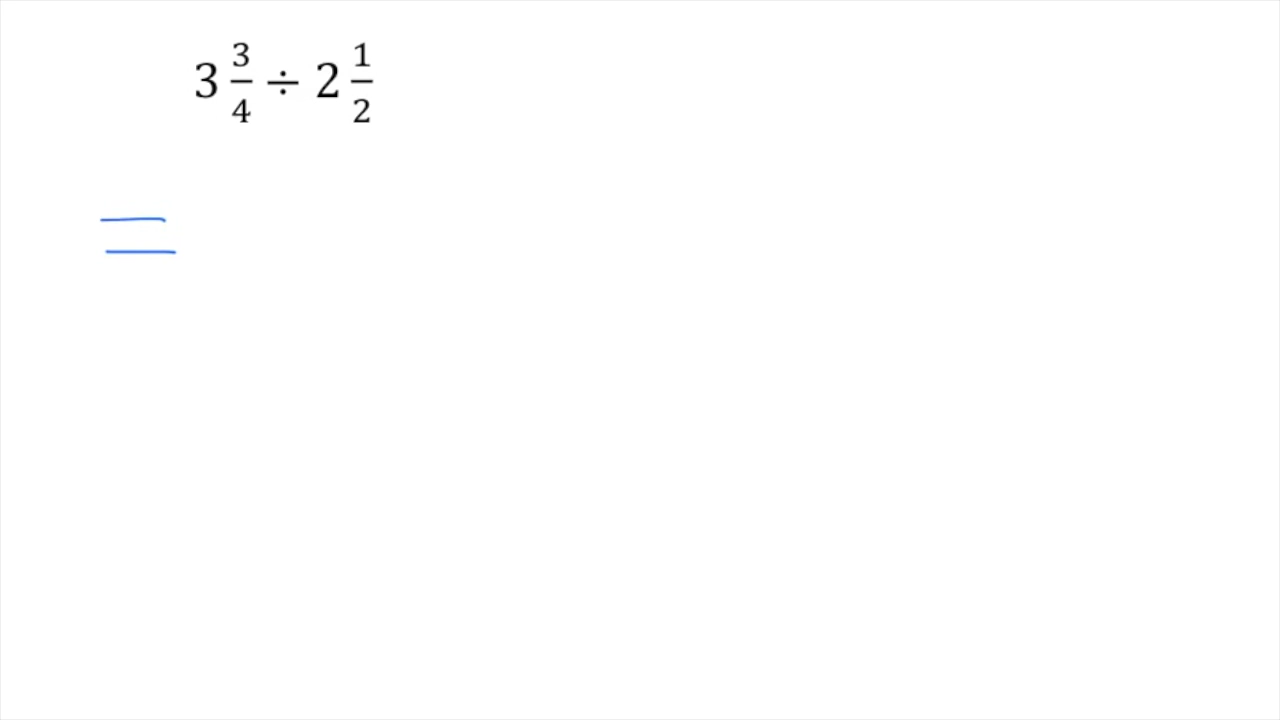 3 3/4 ÷ 2 1/2
=